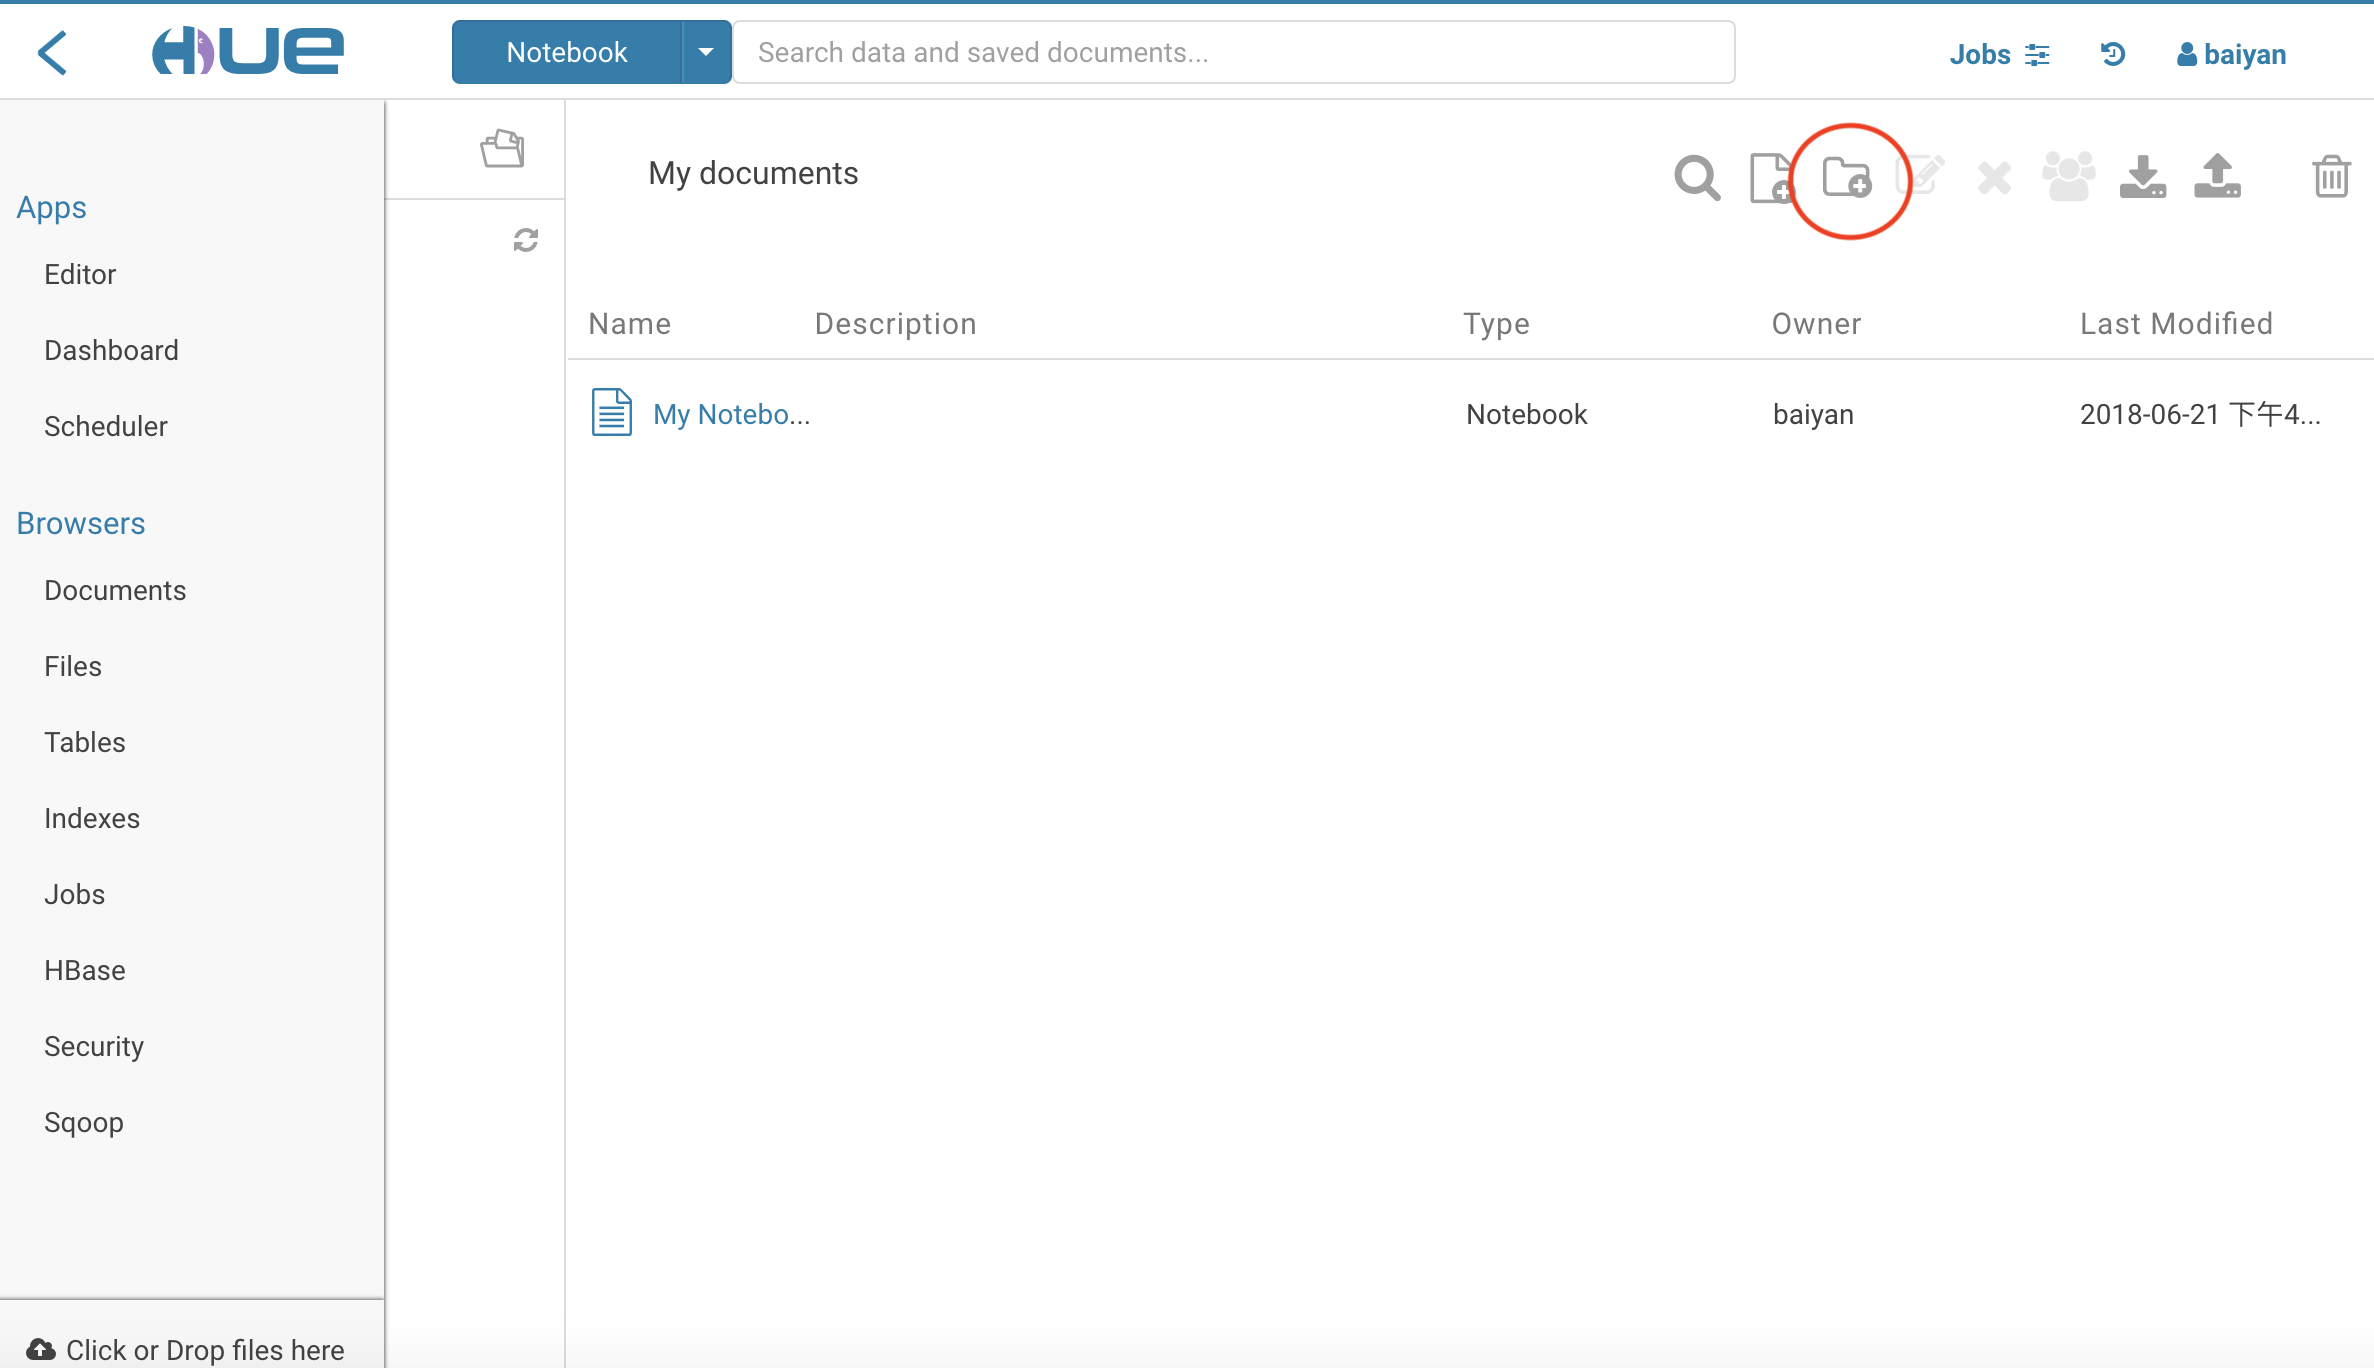 HUE
Notebook
Search data and saved documents...
Jobs
baiyan
Apps
Editor
Dashboard
Scheduler
Browsers
Documents
Files
Tables
Indexes
Jobs
HBase
Security
Sqoop
Click or Drop files here
My documents
Name Description Type Owner Last Modified
My Notebo... Notebook baiyan 2018-06-21 下午4...